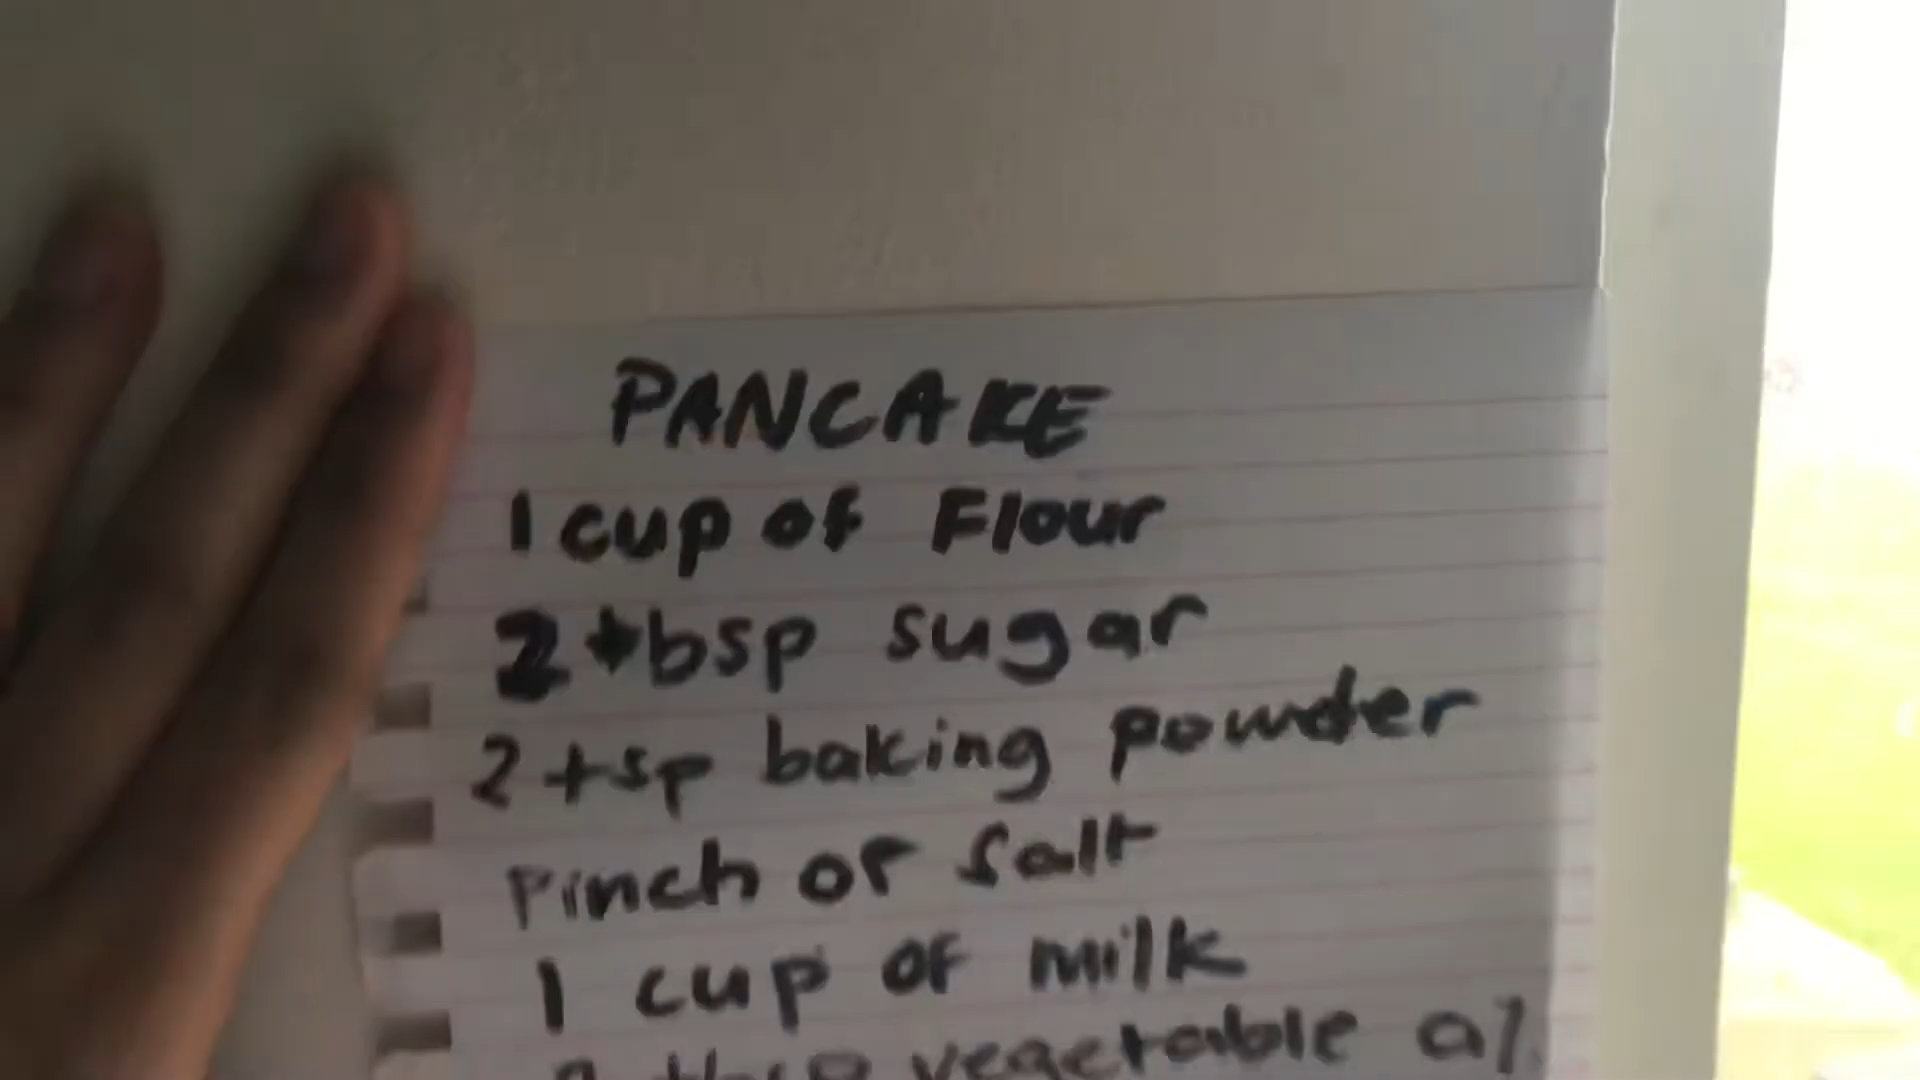 PANCAKE
1 cup of Flour
2 tbsp sugar
2 tsp baking powder
Pinch of salt
1 cup of milk
vegetable